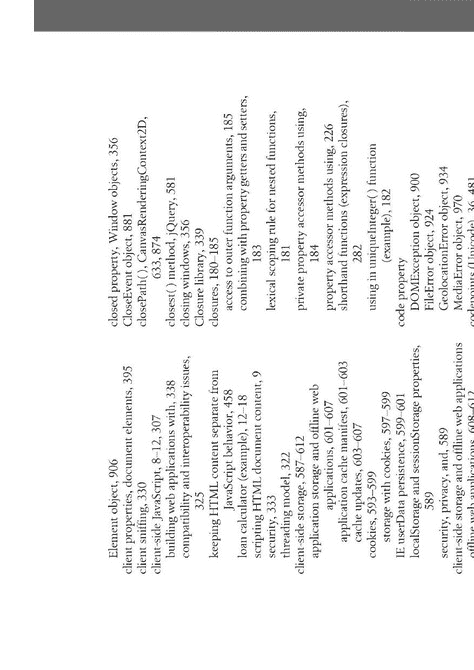 Element object, 906
client properties, document elements, 395
client sniffing, 330
client-side JavaScript, 8–12, 307
building web applications with, 338
compatibility and interoperability issues,
325
keeping HTML content separate from
JavaScript behavior, 458
loan calculator (example), 12–18
scripting HTML document content, 9
security, 333
threading model, 322
client-side storage, 587–612
application storage and offline web
applications, 601–607
application cache manifest, 601–603
cache updates, 603–607
cookies, 593–599
storage with cookies, 597–599
IE userData persistence, 599–601
localStorage and sessionStorage properties,
589
security, privacy, and, 589
client-side storage and offline web applications
offline web applications, 608–612
closed property, Window objects, 356
CloseEvent object, 881
closePath( ), CanvasRenderingContext2D,
633, 874
closest( ) method, jQuery, 581
closing windows, 356
Closure library, 339
closures, 180–185
access to outer function arguments, 185
combining with property getters and setters,
183
lexical scoping rule for nested functions,
181
private property accessor methods using,
184
property accessor methods using, 226
shorthand functions (expression closures),
282
using in uniqueInteger( ) function
(example), 182
code property
DOMException object, 900
FileError object, 924
GeolocationError object, 934
MediaError object, 970
codepoints (Unicode), 36, 481